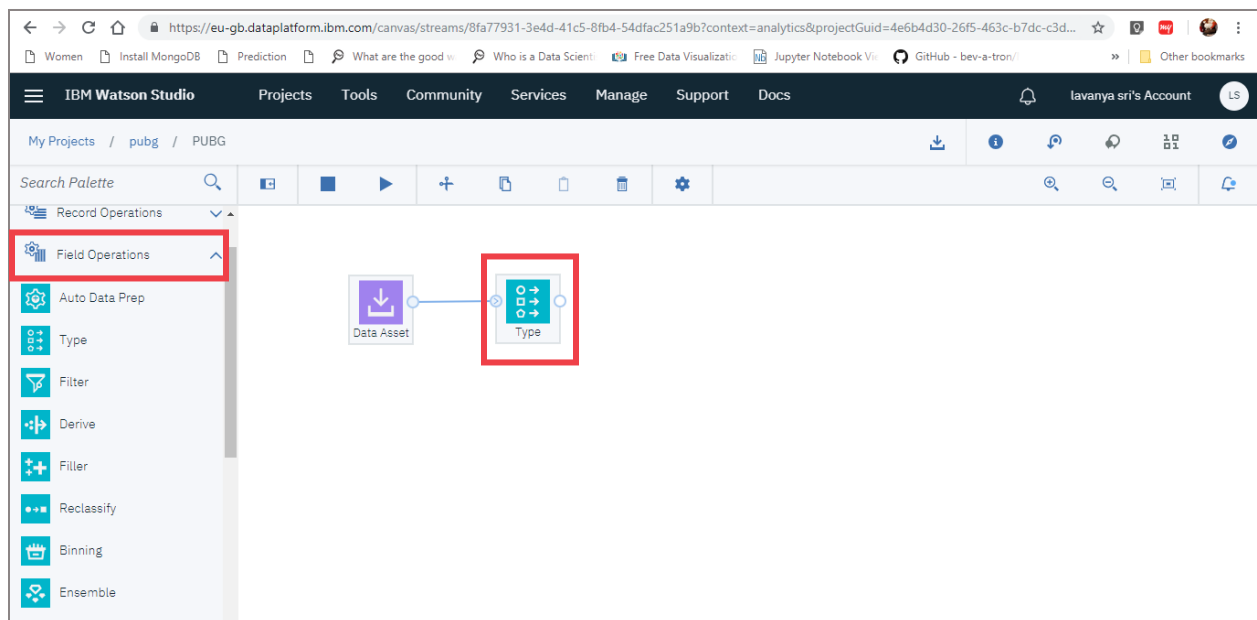 https://eu-gb.dataplatform.ibm.com/canvas/streams/8fa77931-3e4d-41c5-8fb4-54dfac251a9b?context=analytics&projectGuid=4e6b4d30-26f5-463c-b7dc-c3d...
Women Install MongoDB Prediction What are the good w Who is a Data Scienti Free Data Visualizatio Jupyter Notebook Vie GitHub - bev-a-tron/ » Other bookmarks
IBM Watson Studio Projects Tools Community Services Manage Support Docs lavanya sri's Account LS
My Projects / pubg / PUBG
Search Palette
Record Operations
Field Operations
Auto Data Prep
Type
Filter
Derive
Filler
Reclassify
Binning
Ensemble
Data Asset
Type